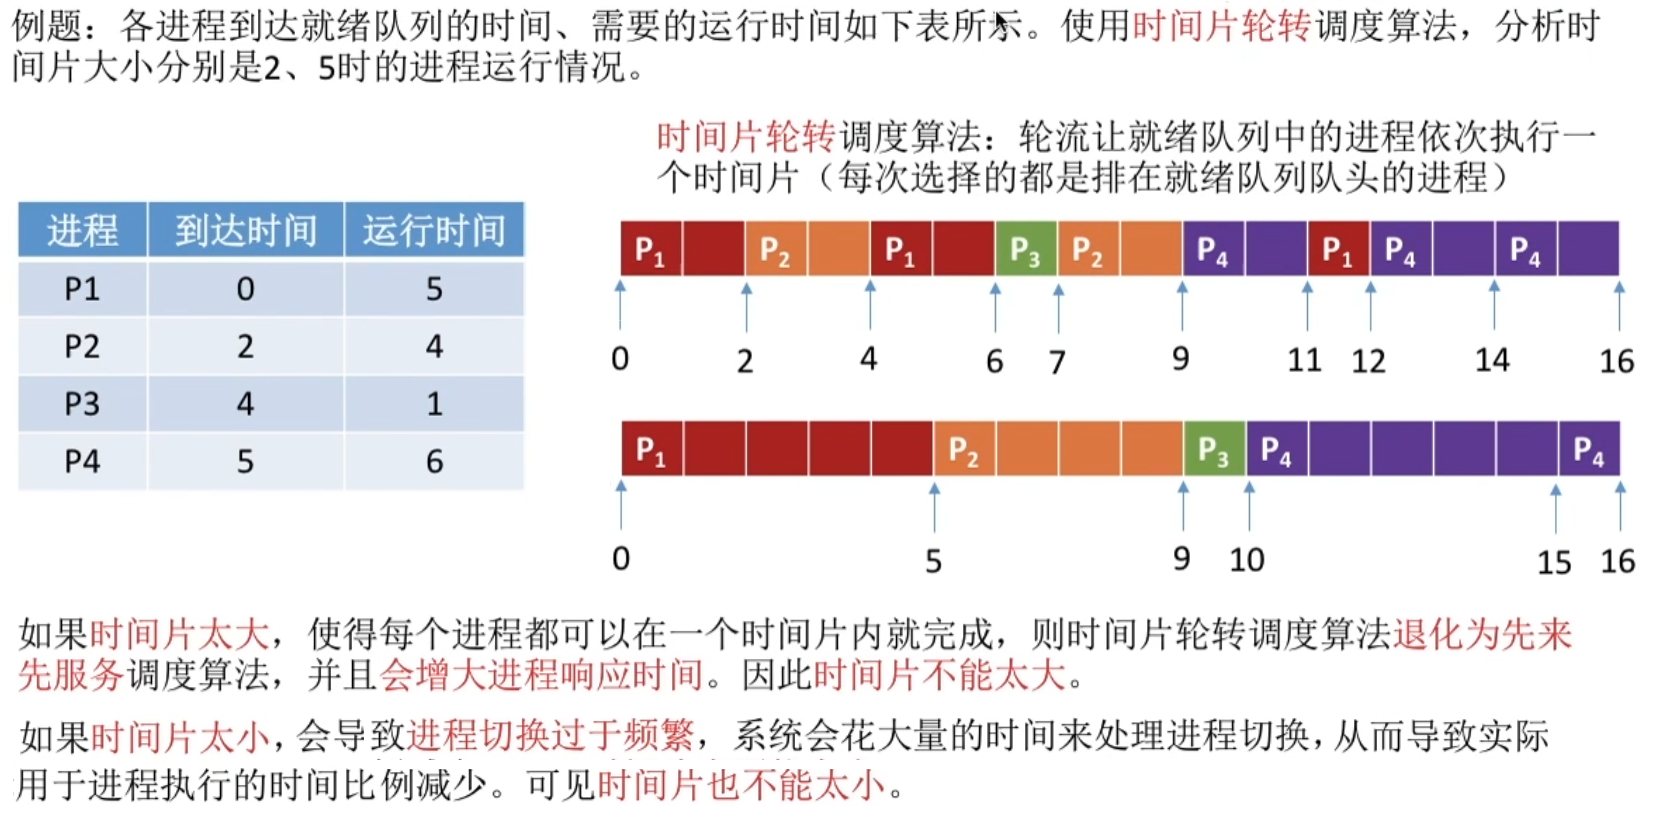 例题：各进程到达就绪队列的时间、需要的运行时间如下表所示。使用时间片轮转调度算法，分析时
间片大小分别是2、5时的进程运行情况。
时间片轮转调度算法：轮流让就绪队列中的进程依次执行一
个时间片（每次选择的都是排在就绪队列队头的进程）
进程 到达时间 运行时间
P1 0 5
P2 2 4
P3 4 1
P4 5 6
P₁ P₂ P₁ P₃ P₂ P₄ P₁ P₄ P₄
0 2 4 6 7 9 11 12 14 16
P₁ P₂ P₃ P₄ P₄
0 5 9 10 15 16
如果时间片太大，使得每个进程都可以在一个时间片内就完成，则时间片轮转调度算法退化为先来
先服务调度算法，并且会增大进程响应时间。因此时间片不能太大。
如果时间片太小，会导致进程切换过于频繁，系统会花大量的时间来处理进程切换，从而导致实际
用于进程执行的时间比例减少。可见时间片也不能太小。